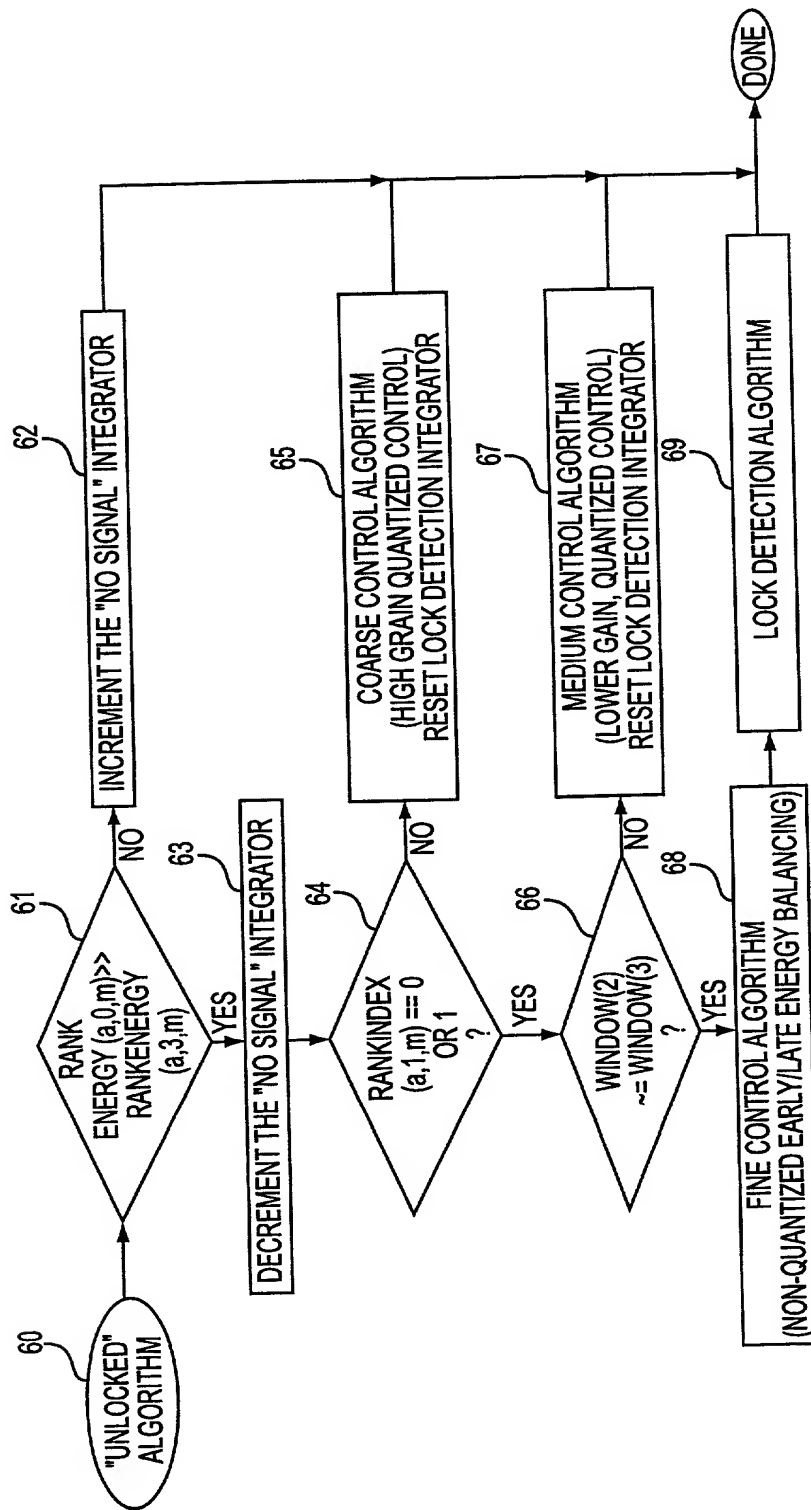 60
"UNLOCKED"
ALGORITHM
61
RANK
ENERGY (a,0,m)>>
RANKENERGY
(a,3,m)
NO
YES
62
INCREMENT THE "NO SIGNAL" INTEGRATOR
63
DECREMENT THE "NO SIGNAL" INTEGRATOR
64
RANKINDEX
(a,1,m) == 0
OR 1
?
NO
YES
65
COARSE CONTROL ALGORITHM
(HIGH GRAIN QUANTIZED CONTROL)
RESET LOCK DETECTION INTEGRATOR
66
WINDOW(2)
~= WINDOW(3)
?
NO
YES
67
MEDIUM CONTROL ALGORITHM
(LOWER GAIN, QUANTIZED CONTROL)
RESET LOCK DETECTION INTEGRATOR
68
FINE CONTROL ALGORITHM
(NON-QUANTIZED EARLY/LATE ENERGY BALANCING)
69
LOCK DETECTION ALGORITHM
DONE